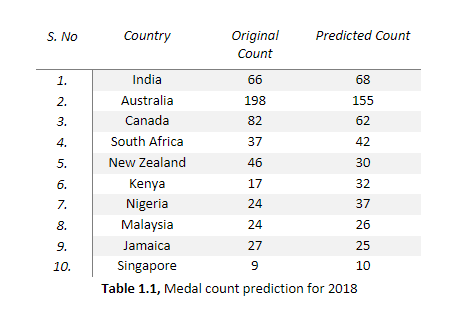 S. No Country Original Count Predicted Count
1. India 66 68
2. Australia 198 155
3. Canada 82 62
4. South Africa 37 42
5. New Zealand 46 30
6. Kenya 17 32
7. Nigeria 24 37
8. Malaysia 24 26
9. Jamaica 27 25
10. Singapore 9 10
Table 1.1, Medal count prediction for 2018